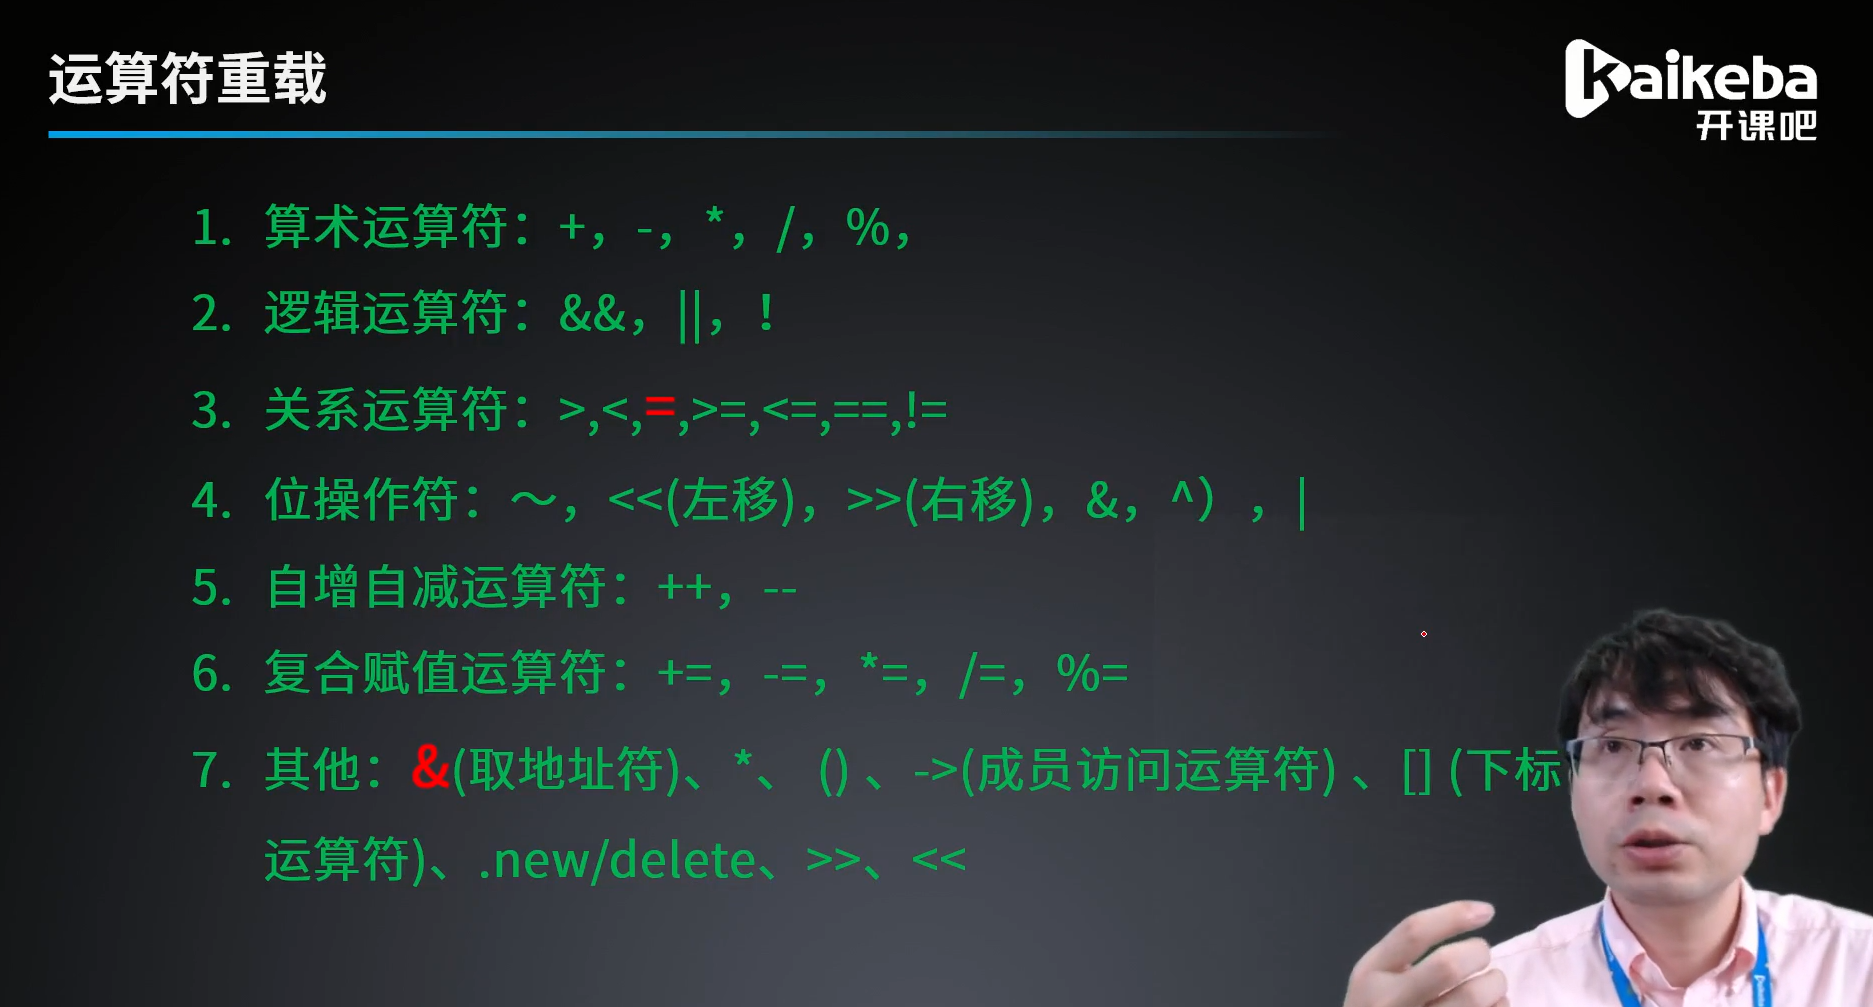 运算符重载
kaikeba
开课吧
1. 算术运算符：+，-，*，/，%，
2. 逻辑运算符：&&，||，！
3. 关系运算符：>,<,=,>=,<=,==,!=
4. 位操作符：～，<<(左移)，>>(右移)，&，^），|
5. 自增自减运算符：++，--
6. 复合赋值运算符：+=，-=，*=，/=，%=
7. 其他：&(取地址符)、*、 () 、->(成员访问运算符) 、[] (下标
运算符)、.new/delete、>>、<<